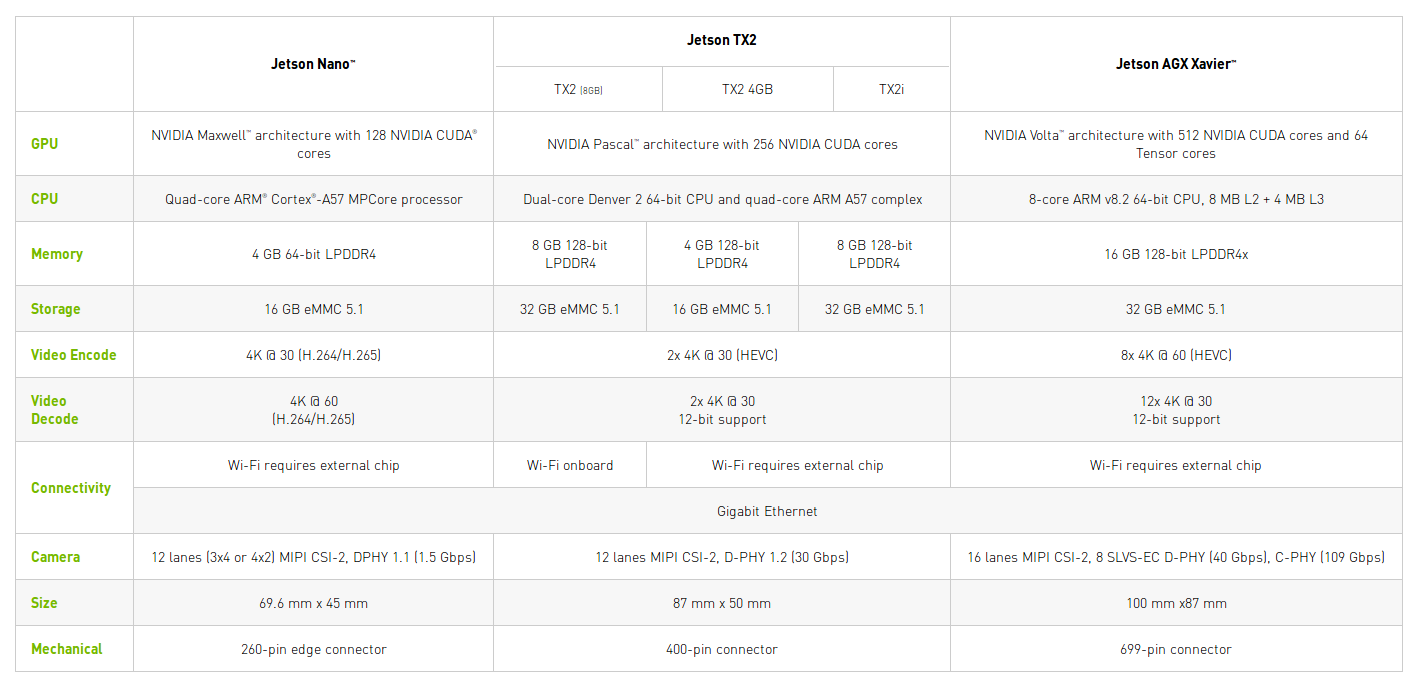 Jetson Nano™
Jetson TX2
Jetson AGX Xavier™
TX2 (8GB)
TX2 4GB
TX2i
GPU
NVIDIA Maxwell™ architecture with 128 NVIDIA CUDA®
cores
NVIDIA Pascal™ architecture with 256 NVIDIA CUDA cores
NVIDIA Volta™ architecture with 512 NVIDIA CUDA cores and 64
Tensor cores
CPU
Quad-core ARM® Cortex®-A57 MPCore processor
Dual-core Denver 2 64-bit CPU and quad-core ARM A57 complex
8-core ARM v8.2 64-bit CPU, 8 MB L2 + 4 MB L3
Memory
4 GB 64-bit LPDDR4
8 GB 128-bit
LPDDR4
4 GB 128-bit
LPDDR4
8 GB 128-bit
LPDDR4
16 GB 128-bit LPDDR4x
Storage
16 GB eMMC 5.1
32 GB eMMC 5.1
16 GB eMMC 5.1
32 GB eMMC 5.1
32 GB eMMC 5.1
Video Encode
4K @ 30 (H.264/H.265)
2x 4K @ 30 (HEVC)
8x 4K @ 60 (HEVC)
Video
Decode
4K @ 60
(H.264/H.265)
2x 4K @ 30
12-bit support
12x 4K @ 30
12-bit support
Connectivity
Wi-Fi requires external chip
Wi-Fi onboard
Wi-Fi requires external chip
Wi-Fi requires external chip
Gigabit Ethernet
Camera
12 lanes (3x4 or 4x2) MIPI CSI-2, DPHY 1.1 (1.5 Gbps)
12 lanes MIPI CSI-2, D-PHY 1.2 (30 Gbps)
16 lanes MIPI CSI-2, 8 SLVS-EC D-PHY (40 Gbps), C-PHY (109 Gbps)
Size
69.6 mm x 45 mm
87 mm x 50 mm
100 mm x87 mm
Mechanical
260-pin edge connector
400-pin connector
699-pin connector